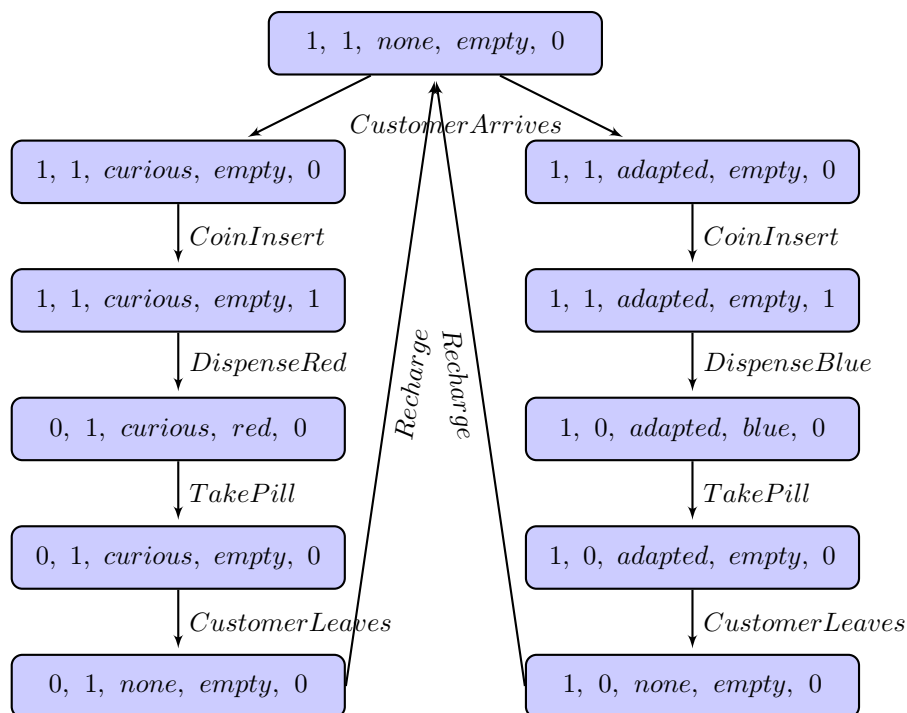 1, 1, none, empty, 0
CustomerArrives
1, 1, curious, empty, 0
1, 1, adapted, empty, 0
CoinInsert
CoinInsert
1, 1, curious, empty, 1
1, 1, adapted, empty, 1
DispenseRed
Recharge
Recharge
DispenseBlue
0, 1, curious, red, 0
1, 0, adapted, blue, 0
TakePill
TakePill
0, 1, curious, empty, 0
1, 0, adapted, empty, 0
CustomerLeaves
CustomerLeaves
0, 1, none, empty, 0
1, 0, none, empty, 0